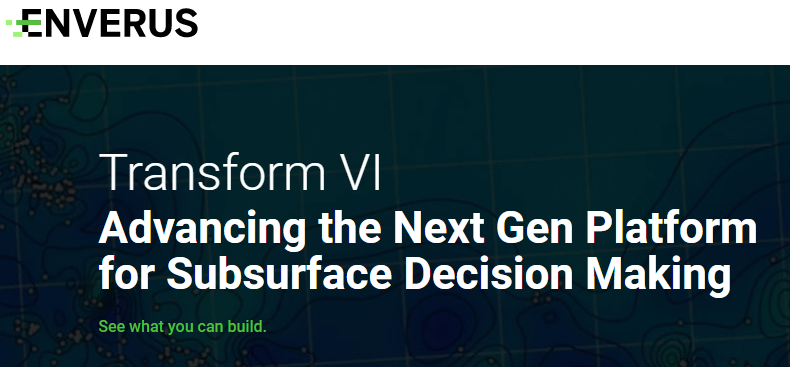 ENVERUS
Transform VI
Advancing the Next Gen Platform
for Subsurface Decision Making
See what you can build.